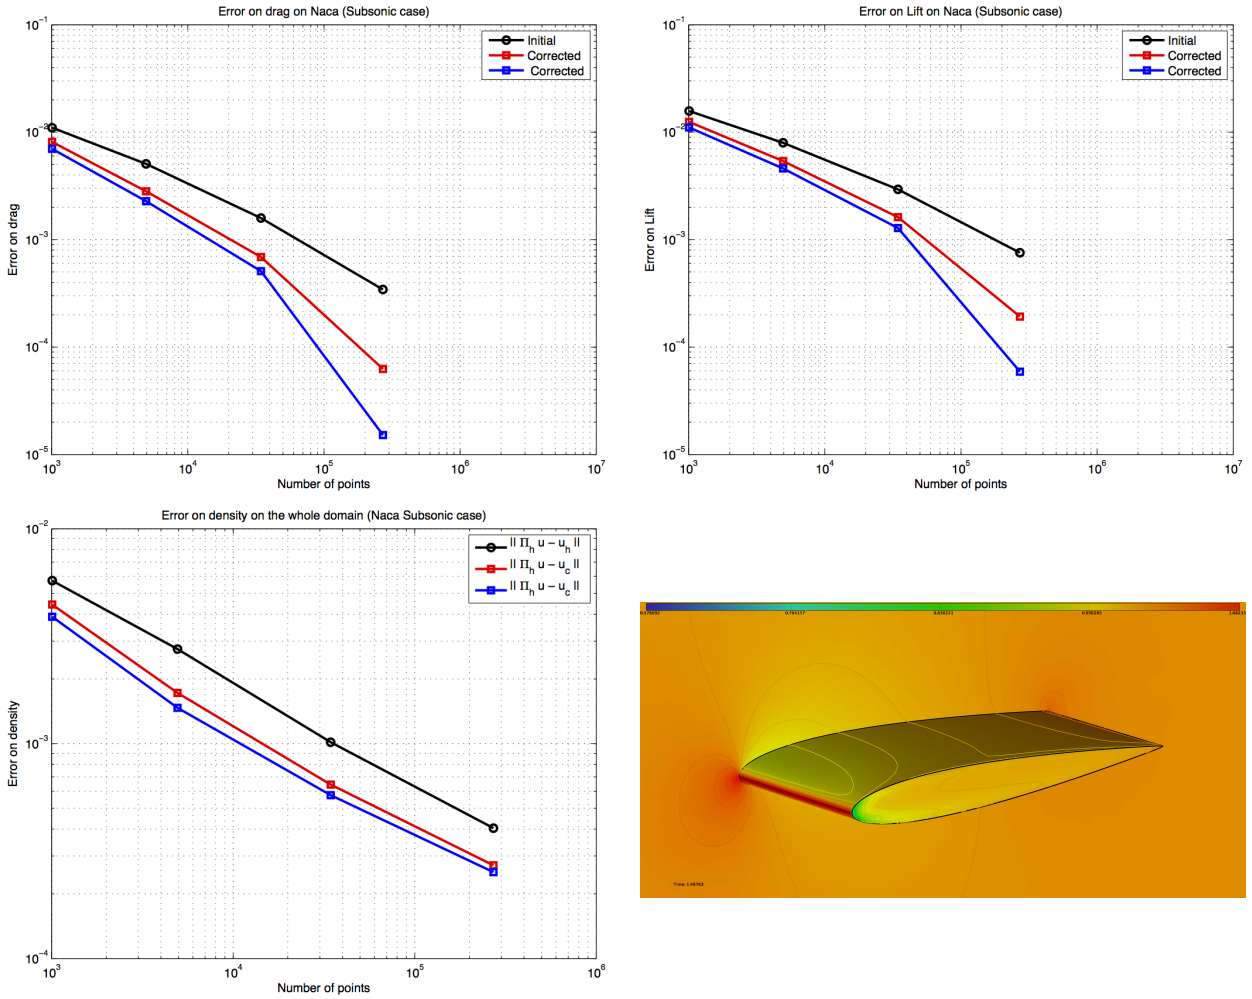 Error on drag on Naca (Subsonic case)
10^-1
10^-2
10^-3
10^-4
10^-5
Error on drag
Initial
Corrected
Corrected
10^3 10^4 10^5 10^6 10^7
Number of points
Error on Lift on Naca (Subsonic case)
10^-1
10^-2
10^-3
10^-4
10^-5
Error on Lift
Initial
Corrected
Corrected
10^3 10^4 10^5 10^6 10^7
Number of points
Error on density on the whole domain (Naca Subsonic case)
10^-2
10^-3
10^-4
Error on density
|| Π_h u − u_h ||
|| Π_h u − u_c ||
|| Π_h u − u_c ||
10^3 10^4 10^5 10^6
Number of points